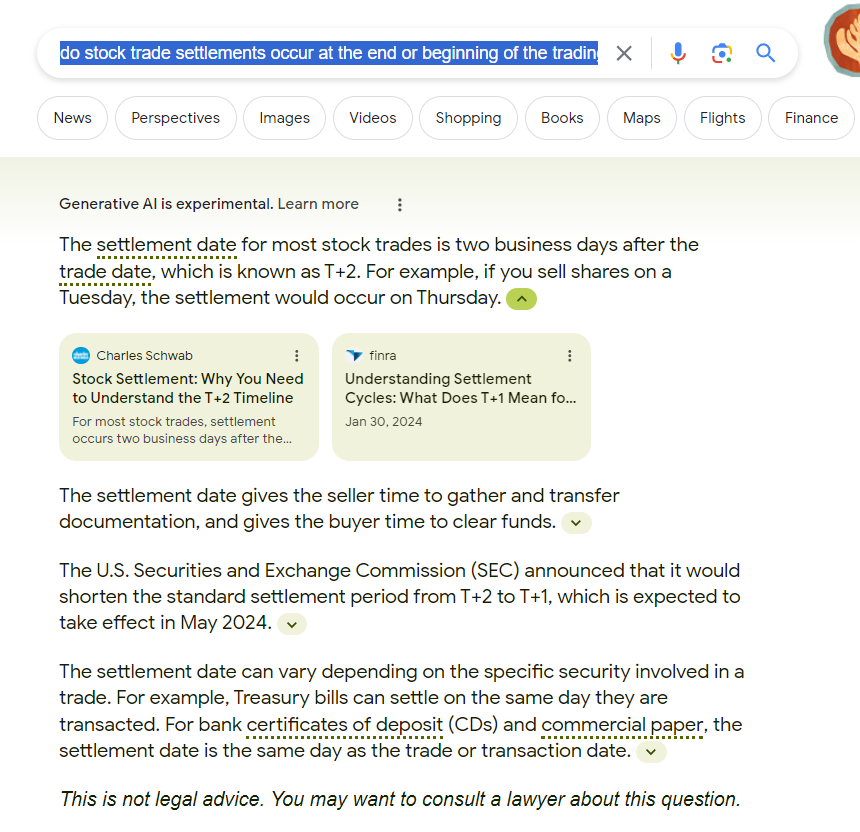 do stock trade settlements occur at the end or beginning of the trading
News Perspectives Images Videos Shopping Books Maps Flights Finance
Generative AI is experimental. Learn more
The settlement date for most stock trades is two business days after the
trade date, which is known as T+2. For example, if you sell shares on a
Tuesday, the settlement would occur on Thursday.
Charles Schwab
Stock Settlement: Why You Need
to Understand the T+2 Timeline
For most stock trades, settlement
occurs two business days after the...
finra
Understanding Settlement
Cycles: What Does T+1 Mean fo...
Jan 30, 2024
The settlement date gives the seller time to gather and transfer
documentation, and gives the buyer time to clear funds.
The U.S. Securities and Exchange Commission (SEC) announced that it would
shorten the standard settlement period from T+2 to T+1, which is expected to
take effect in May 2024.
The settlement date can vary depending on the specific security involved in a
trade. For example, Treasury bills can settle on the same day they are
transacted. For bank certificates of deposit (CDs) and commercial paper, the
settlement date is the same day as the trade or transaction date.
This is not legal advice. You may want to consult a lawyer about this question.